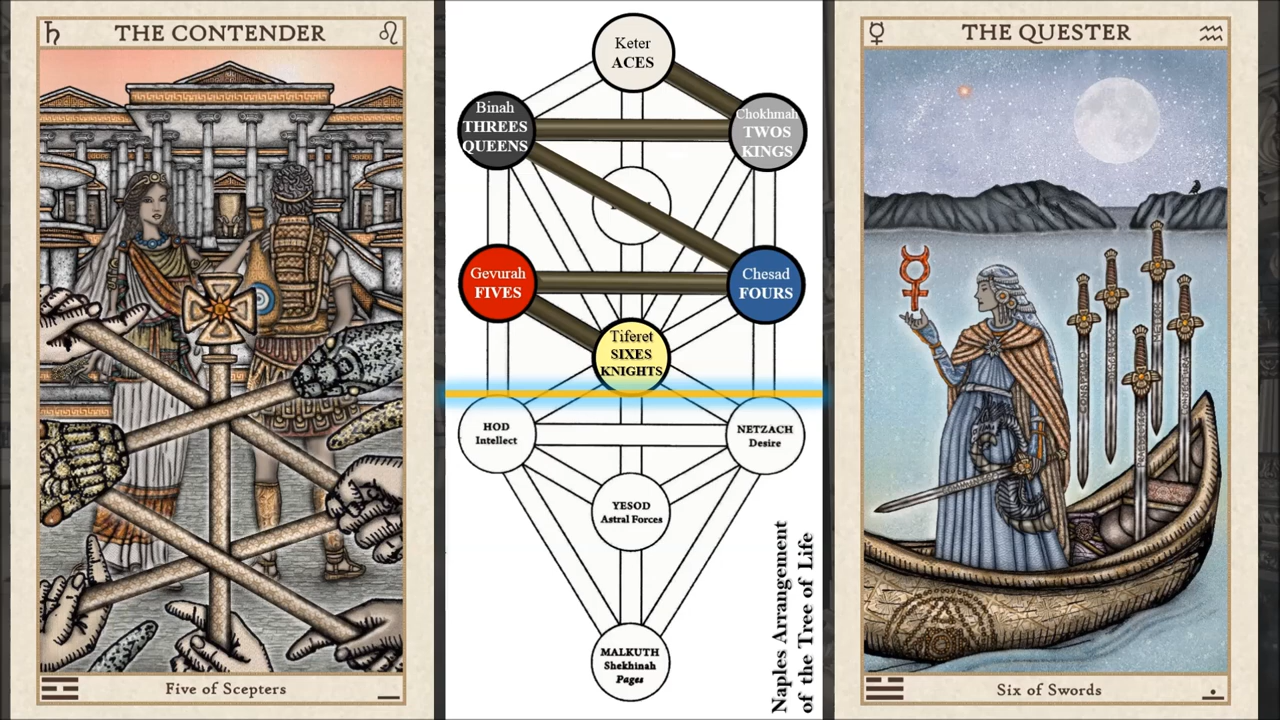 THE CONTENDER
Five of Scepters
Keter
ACES
Binah
THREES
QUEENS
Chokhmah
TWOS
KINGS
Gevurah
FIVES
Chesad
FOURS
Tiferet
SIXES
KNIGHTS
HOD
Intellect
NETZACH
Desire
YESOD
Astral Forces
MALKUTH
Shekhinah
Pages
Naples Arrangement
of the Tree of Life
THE QUESTER
Six of Swords